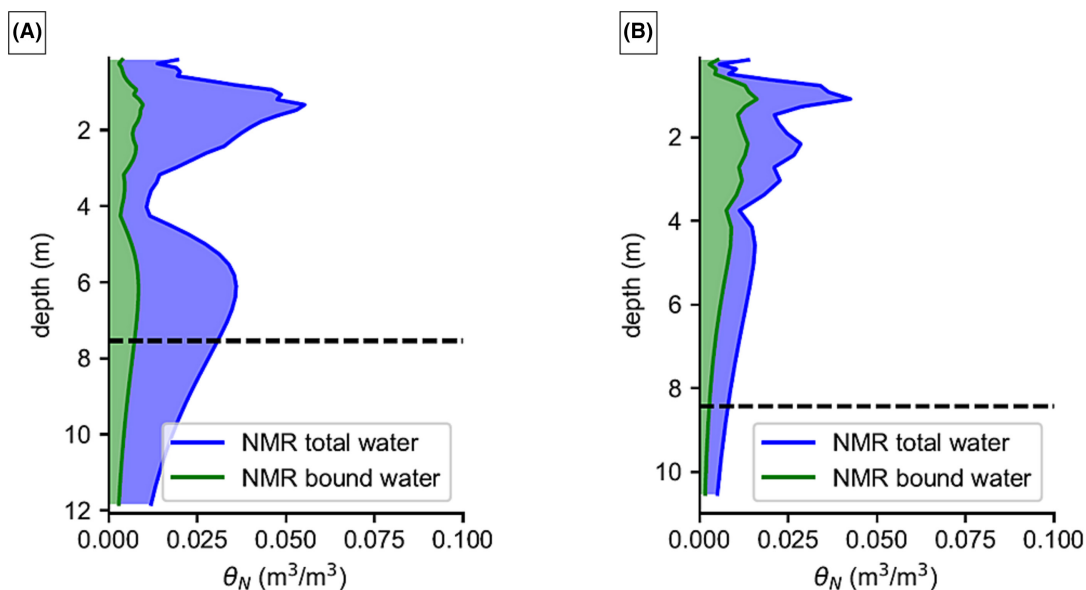 (A)
depth (m)
2
4
6
8
10
12
0.000 0.025 0.050 0.075 0.100
θN (m³/m³)
NMR total water
NMR bound water
(B)
depth (m)
2
4
6
8
10
0.000 0.025 0.050 0.075 0.100
θN (m³/m³)
NMR total water
NMR bound water